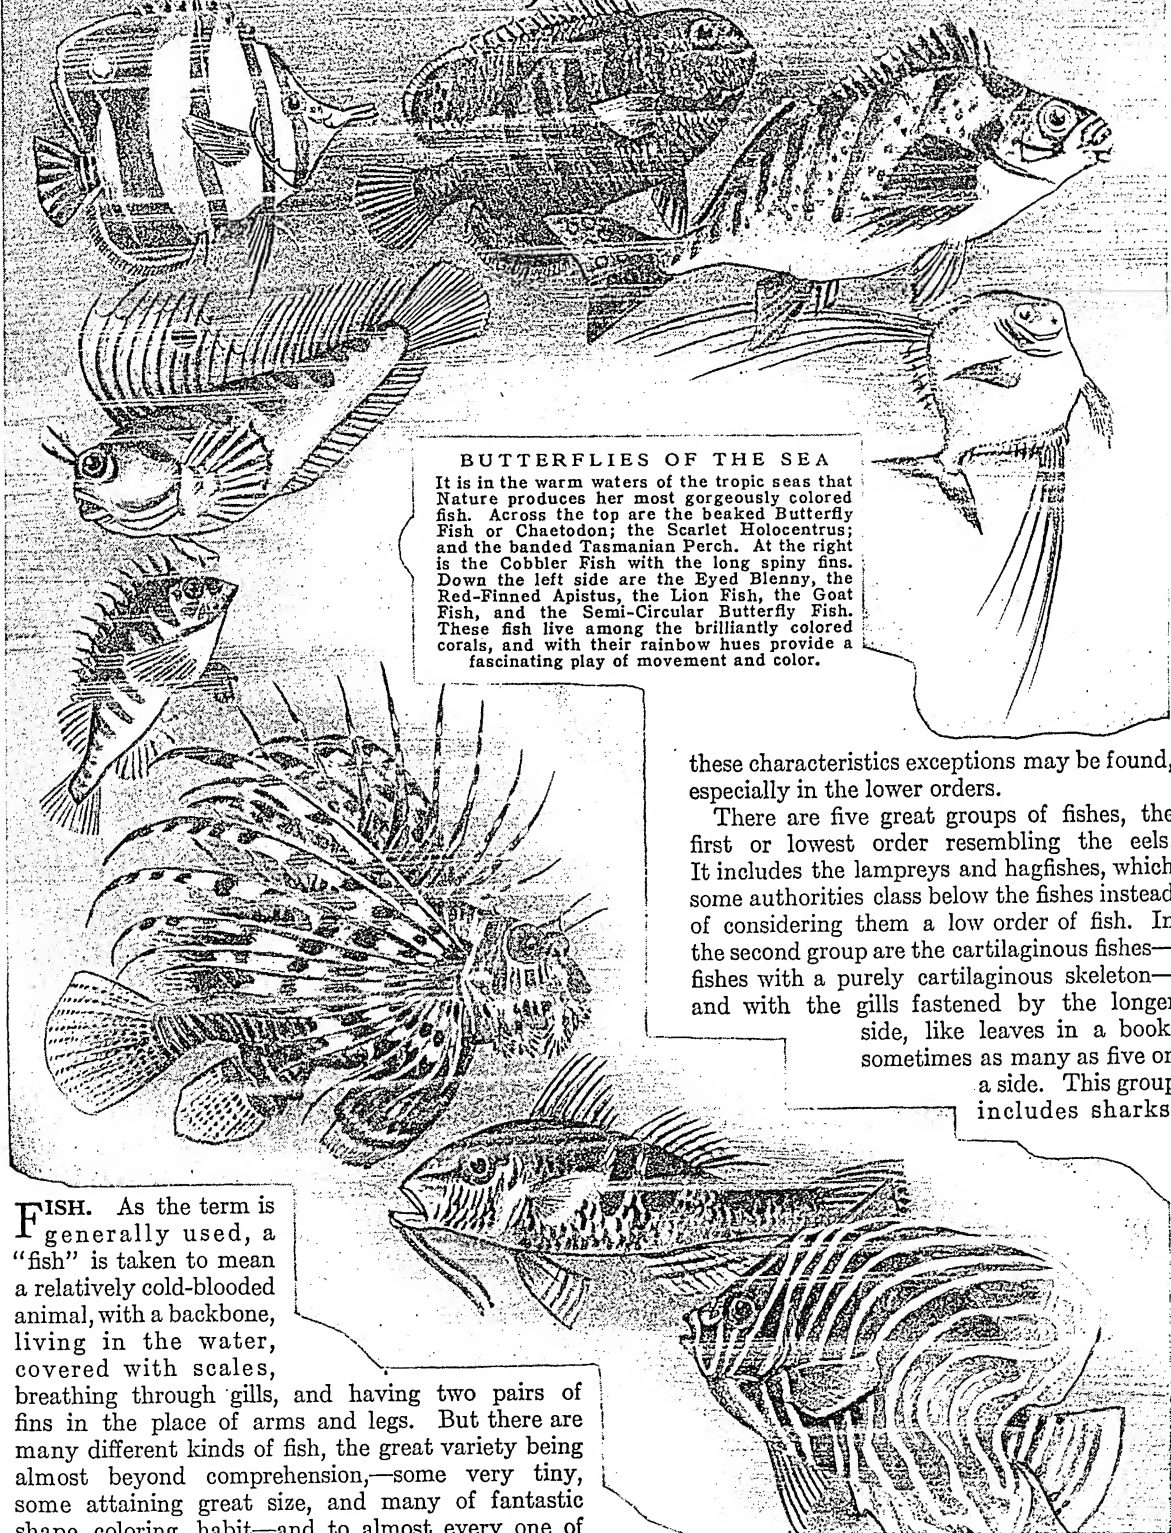 BUTTERFLIES OF THE SEA
It is in the warm waters of the tropic seas that
Nature produces her most gorgeously colored
fish. Across the top are the beaked Butterfly
Fish or Chaetodon; the Scarlet Holocentrus;
and the banded Tasmanian Perch. At the right
is the Cobbler Fish with the long spiny fins.
Down the left side are the Eyed Blenny, the
Red-Finned Apistus, the Lion Fish, the Goat
Fish, and the Semi-Circular Butterfly Fish.
These fish live among the brilliantly colored
corals, and with their rainbow hues provide a
fascinating play of movement and color.
FISH. As the term is
generally used, a
"fish" is taken to mean
a relatively cold-blooded
animal, with a backbone,
living in the water,
covered with scales,
breathing through gills, and having two pairs of
fins in the place of arms and legs. But there are
many different kinds of fish, the great variety being
almost beyond comprehension,—some very tiny,
some attaining great size, and many of fantastic
shape, coloring, habit—and to almost every one of
these characteristics exceptions may be found,
especially in the lower orders.
There are five great groups of fishes, the
first or lowest order resembling the eels
It includes the lampreys and hagfishes, which
some authorities class below the fishes instead
of considering them a low order of fish. In
the second group are the cartilaginous fishes—
fishes with a purely cartilaginous skeleton—
and with the gills fastened by the longer
side, like leaves in a book
sometimes as many as five on
a side. This group
includes sharks